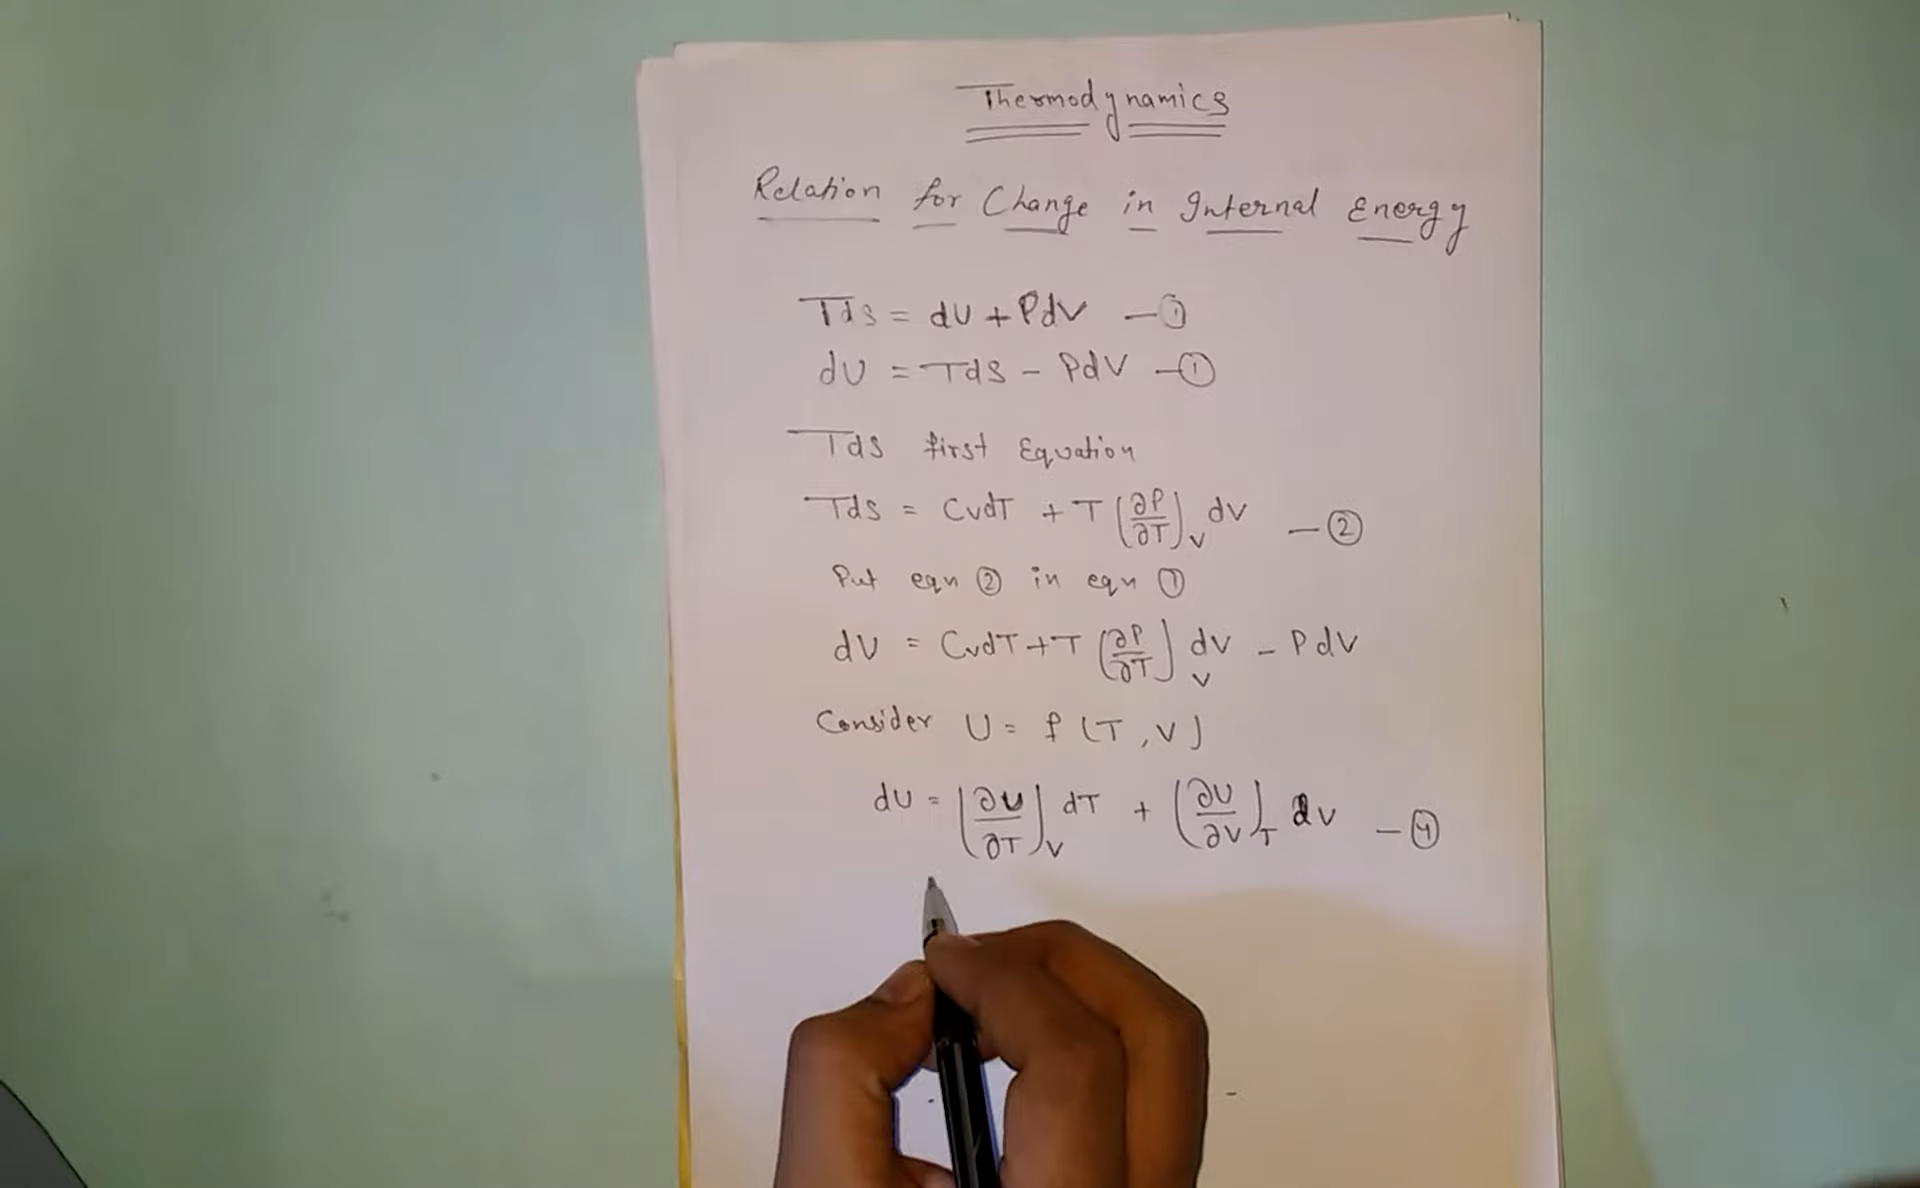 Thermodynamics
Relation for Change in Internal Energy
Tds = dU + PdV — ①
dU = Tds - PdV — ①
Tds first Equation
Tds = CvdT + T (∂P/∂T)v dV — ②
Put eqn ② in eqn ①
dU = CvdT + T (∂P/∂T)v dV - PdV
Consider U = f (T, V)
dU = (∂U/∂T)v dT + (∂U/∂V)T dV — ④